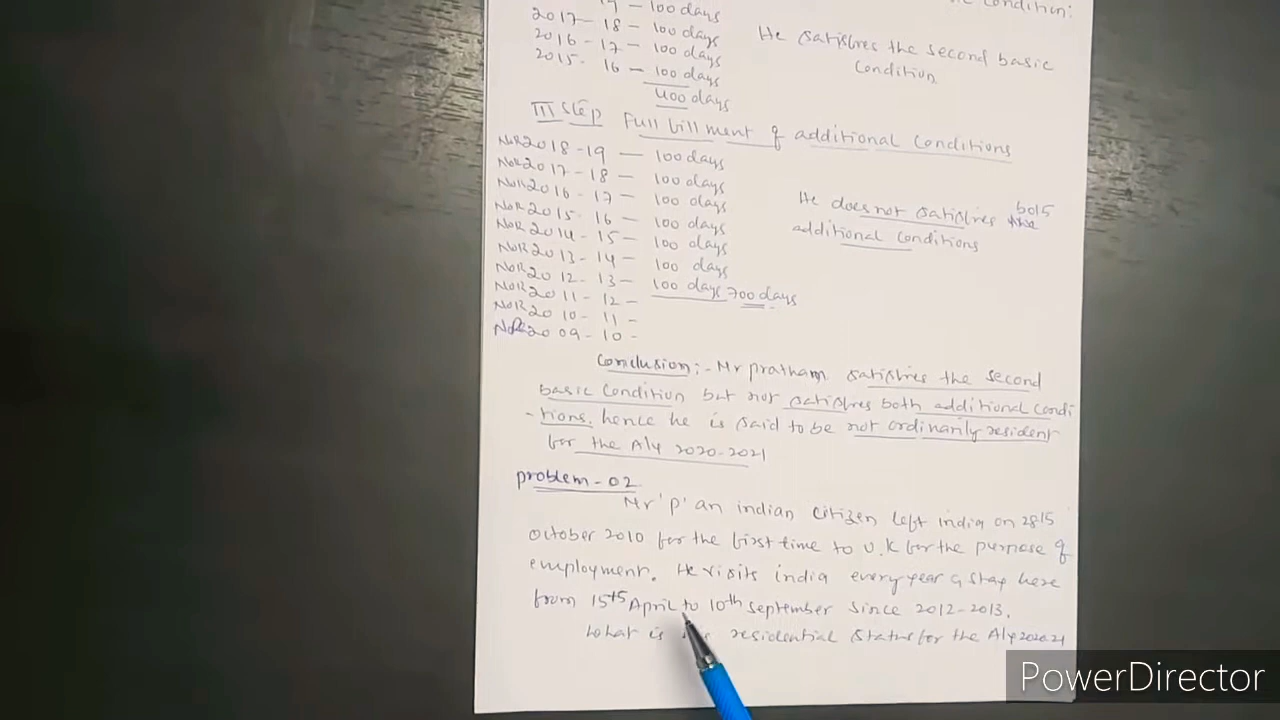 19 - 100 days
Condition:
2017-18 - 100 days
2016-17 - 100 days
2015-16 - 100 days
400 days
He satisfies the second basic
condition
III step Fullfillment of additional Conditions
NOR 2018-19 — 100 days
NOR 2017-18 — 100 days
NOR 2016-17 - 100 days
NOR 2015-16 - 100 days
NOR 2014-15 - 100 days
NOR 2013-14 - 100 days
NOR 2012-13 - 100 days 700 days
NOR 2011-12 -
NOR 2010-11 -
NOR 2009-10 -
He does not satisfies both
additional conditions
Conclusion:- Mr pratham satisfies the second
basic condition but not satisfies both additional condi
-tions. hence he is said to be not ordinarily resident
for the A/y 2020-2021
problem-02
Mr 'p' an indian citizen left india on 28th
October 2010 for the first time to U.K for the purpose of
employment. He visits india every year & stay here
from 15th April to 10th september since 2012-2013.
What is residential status for the A/y 2020-21
PowerDirector